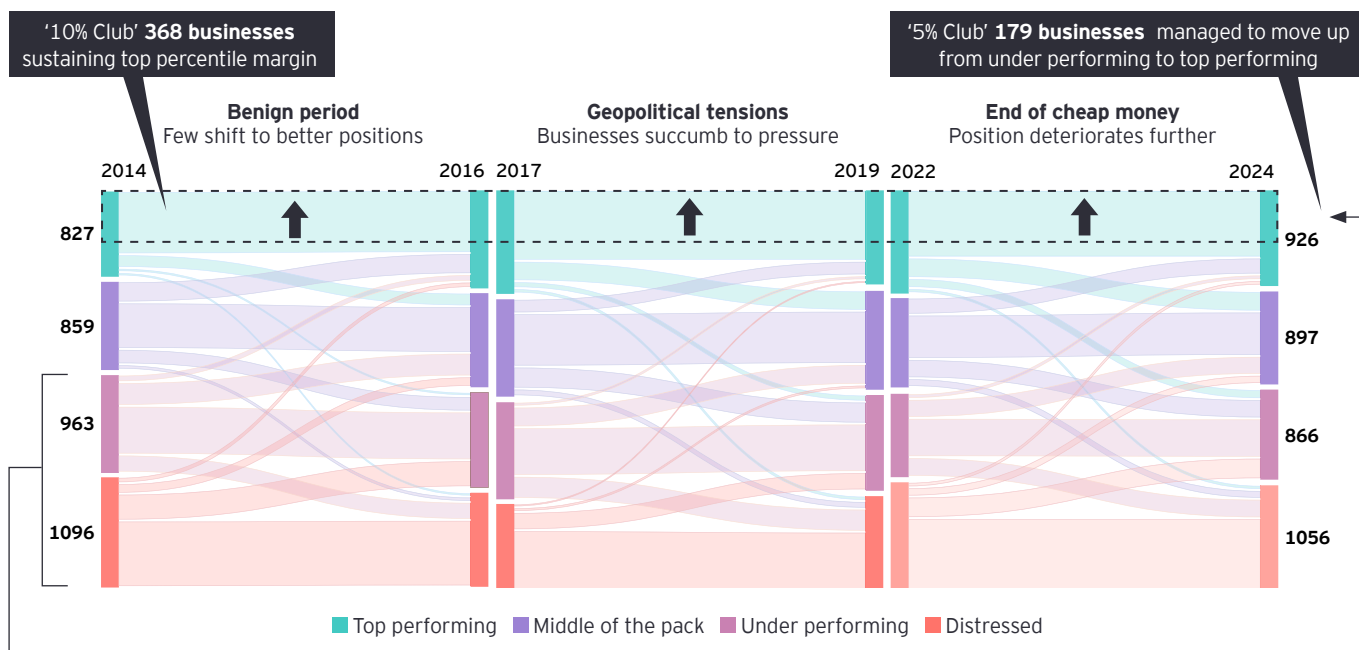 ‘10% Club’ 368 businesses
sustaining top percentile margin
‘5% Club’ 179 businesses managed to move up
from under performing to top performing
Benign period
Few shift to better positions
Geopolitical tensions
Businesses succumb to pressure
End of cheap money
Position deteriorates further
2014
2016
2017
2019
2022
2024
827
859
963
1096
926
897
866
1056
Top performing
Middle of the pack
Under performing
Distressed